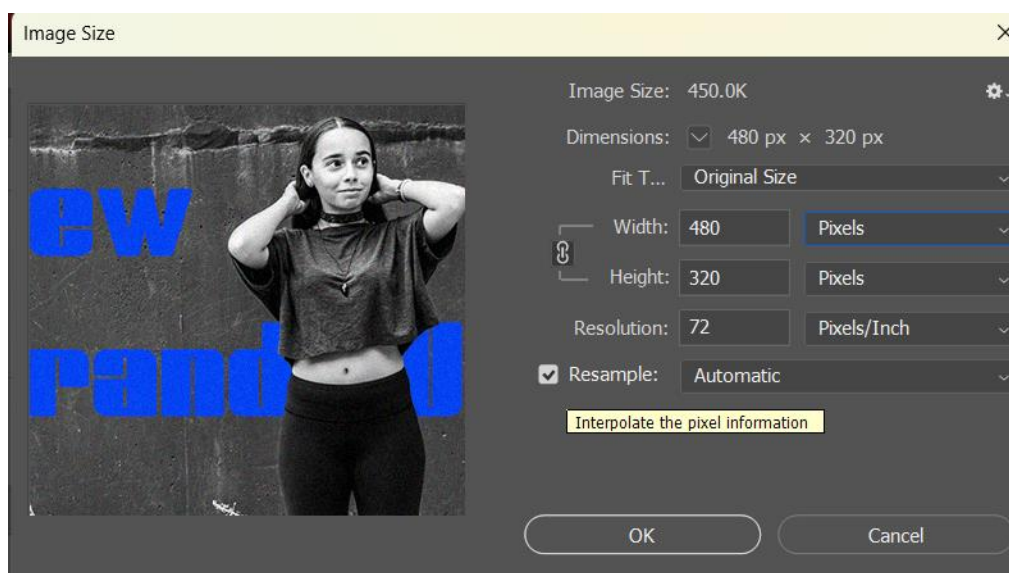 Image Size
ew
rand d
Image Size: 450.0K
Dimensions: 480 px × 320 px
Fit T... Original Size
Width: 480 Pixels
Height: 320 Pixels
Resolution: 72 Pixels/Inch
Resample: Automatic
Interpolate the pixel information
OK Cancel